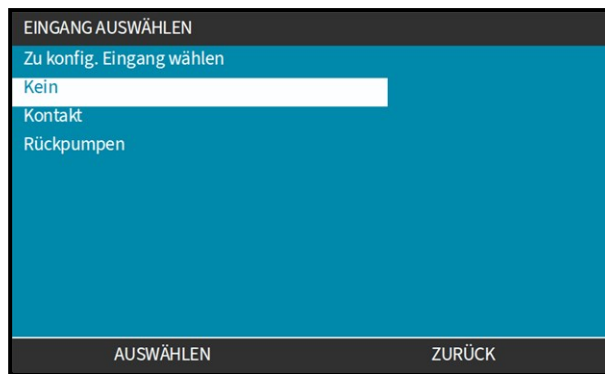 EINGANG AUSWÄHLEN
Zu konfig. Eingang wählen
Kein
Kontakt
Rückpumpen
AUSWÄHLEN ZURÜCK